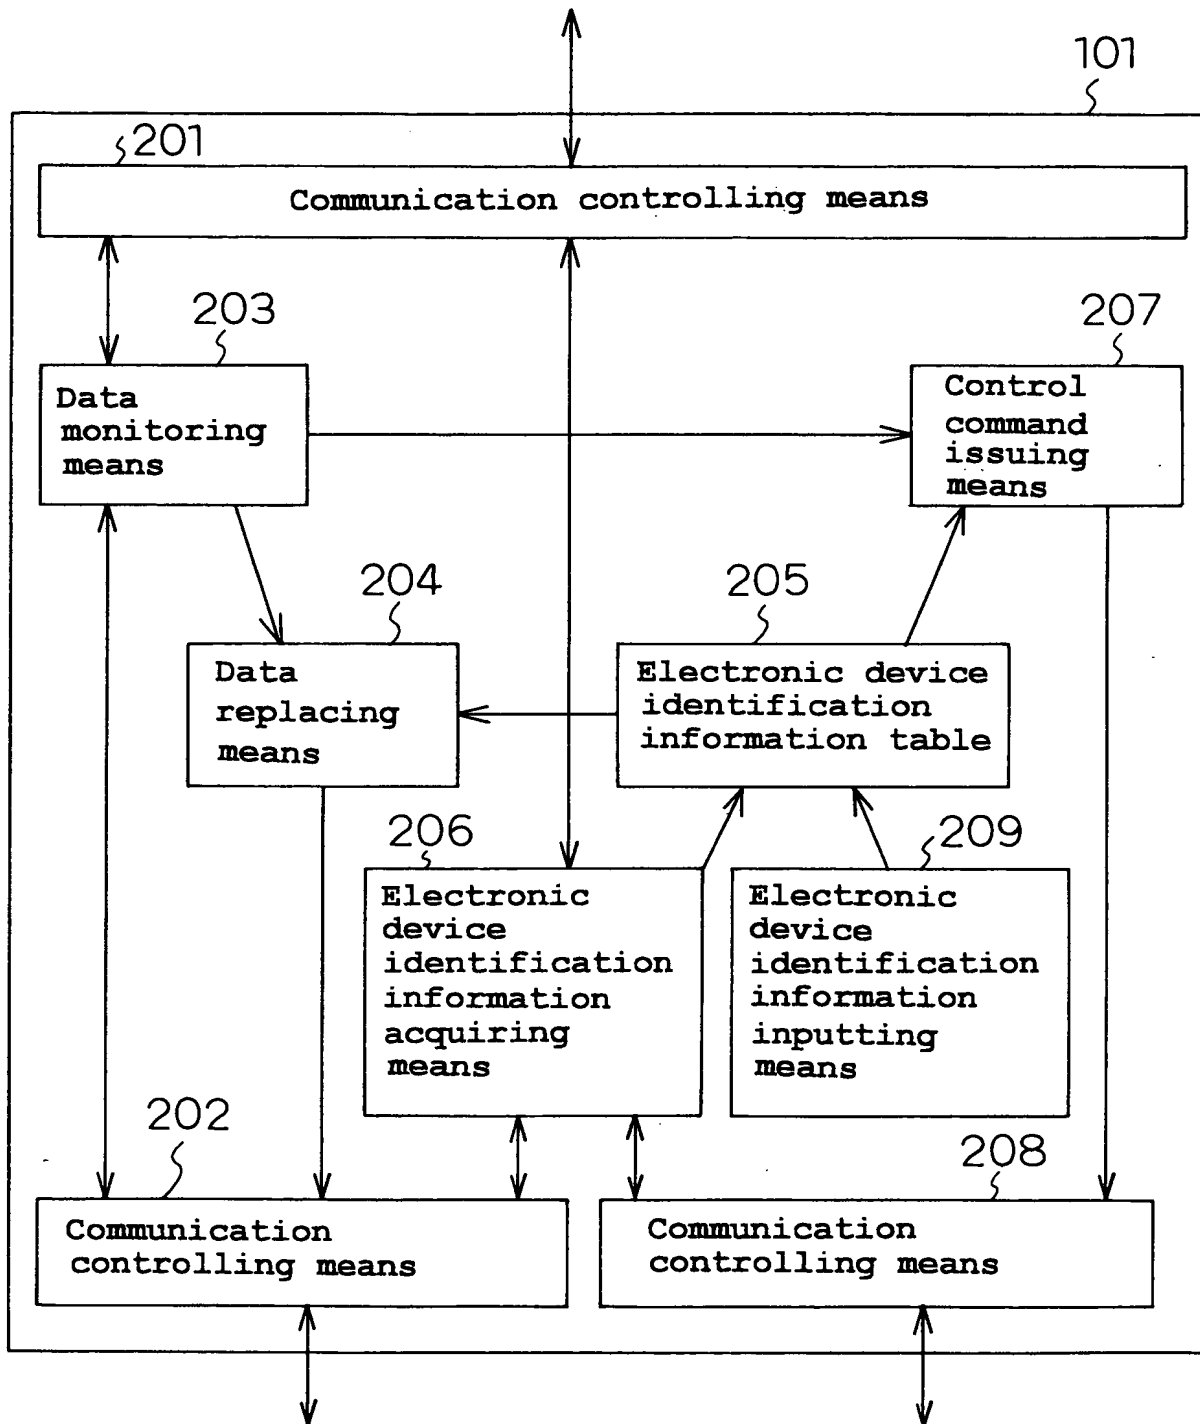 101
201
Communication controlling means
203
207
Data
monitoring
means
Control
command
issuing
means
204
205
Data
replacing
means
Electronic device
identification
information table
206
209
Electronic
device
identification
information
acquiring
means
Electronic
device
identification
information
inputting
means
202
208
Communication
controlling means
Communication
controlling means